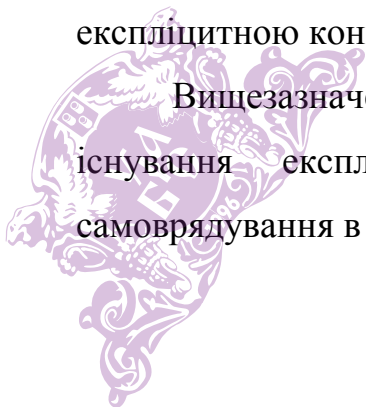 експліцитною кон
Вищезазначе
існування експл
самоврядування в